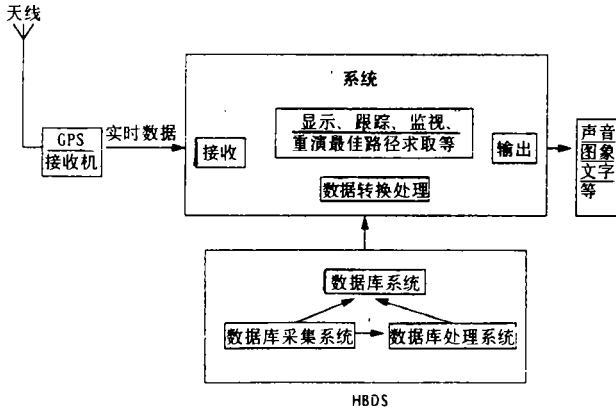 天线
系统
GPS
接收机
实时数据
接收
显示、跟踪、监视、
重演最佳路径求取等
输出
数据转换处理
声音
图象
文字
等
数据库系统
数据库采集系统
数据库处理系统
HBDS